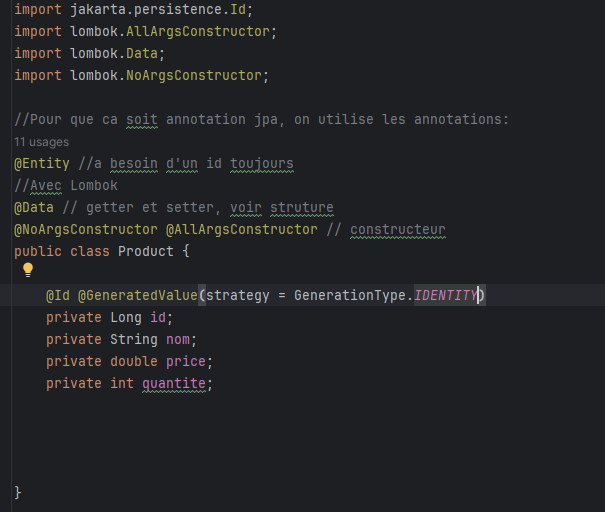 import jakarta.persistence.Id;
import lombok.AllArgsConstructor;
import lombok.Data;
import lombok.NoArgsConstructor;
//Pour que ca soit annotation jpa, on utilise les annotations:
11 usages
@Entity //a besoin d'un id toujours
//Avec Lombok
@Data // getter et setter, voir struture
@NoArgsConstructor @AllArgsConstructor // constructeur
public class Product {
@Id @GeneratedValue(strategy = GenerationType.IDENTITY)
private Long id;
private String nom;
private double price;
private int quantite;
}